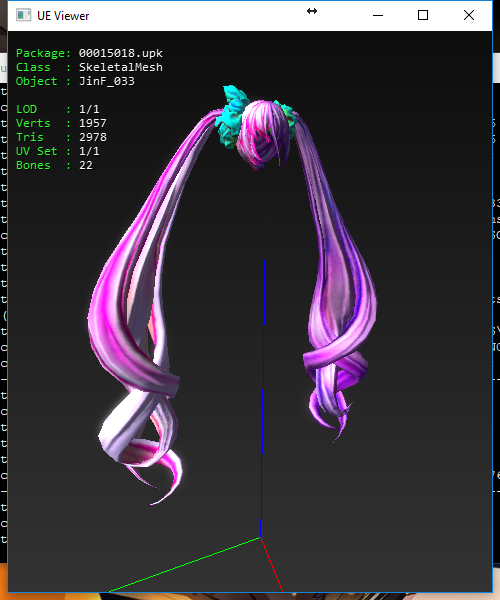 UE Viewer
Package: 00015018.upk
Class : SkeletalMesh
Object : JinF_033
LOD : 1/1
Verts : 1957
Tris : 2978
UV Set : 1/1
Bones : 22